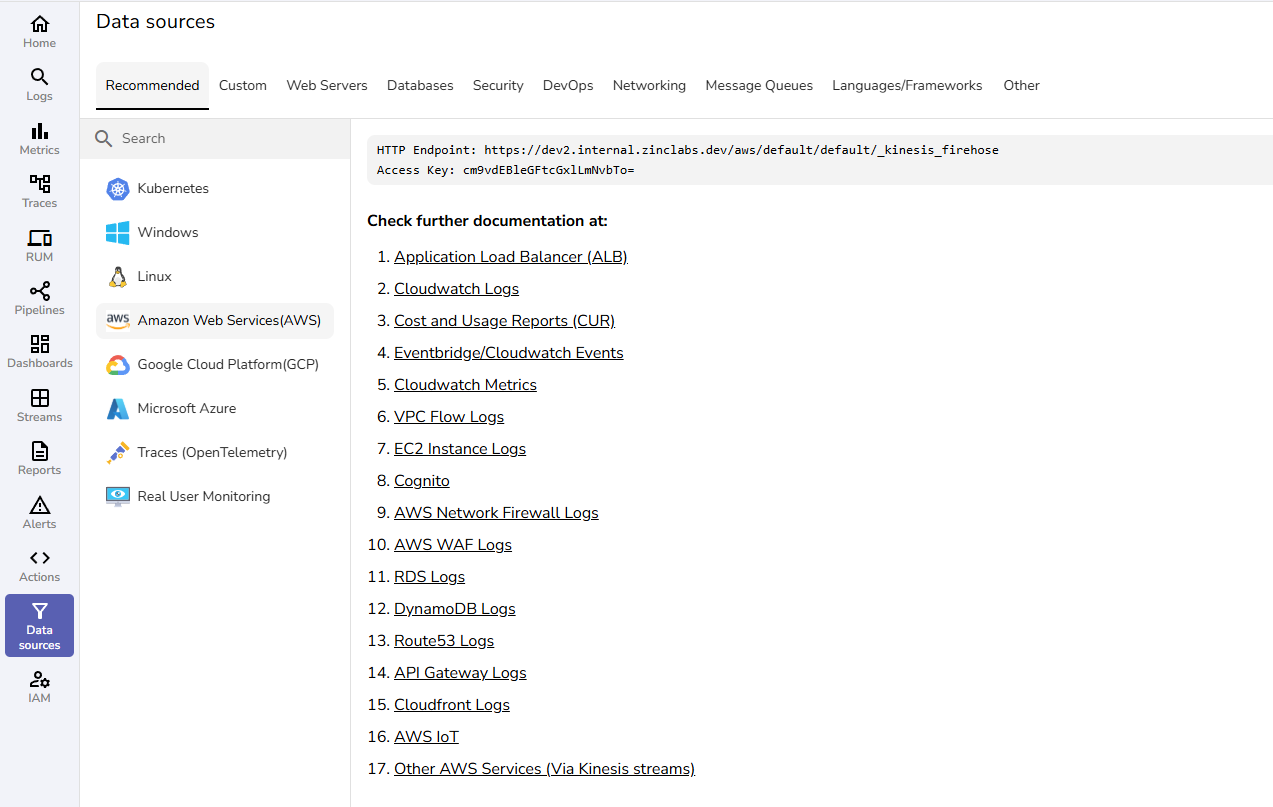 Data sources
Home
Logs
Metrics
Traces
RUM
Pipelines
Dashboards
Streams
Reports
Alerts
Actions
Data
sources
IAM
Recommended Custom Web Servers Databases Security DevOps Networking Message Queues Languages/Frameworks Other
Search
Kubernetes
Windows
Linux
aws Amazon Web Services(AWS)
Google Cloud Platform(GCP)
Microsoft Azure
Traces (OpenTelemetry)
Real User Monitoring
HTTP Endpoint: https://dev2.internal.zinclabs.dev/aws/default/default/_kinesis_firehose
Access Key: cm9vdEBleGFtcGxlLmNvbTo=
Check further documentation at:
1. Application Load Balancer (ALB)
2. Cloudwatch Logs
3. Cost and Usage Reports (CUR)
4. Eventbridge/Cloudwatch Events
5. Cloudwatch Metrics
6. VPC Flow Logs
7. EC2 Instance Logs
8. Cognito
9. AWS Network Firewall Logs
10. AWS WAF Logs
11. RDS Logs
12. DynamoDB Logs
13. Route53 Logs
14. API Gateway Logs
15. Cloudfront Logs
16. AWS IoT
17. Other AWS Services (Via Kinesis streams)